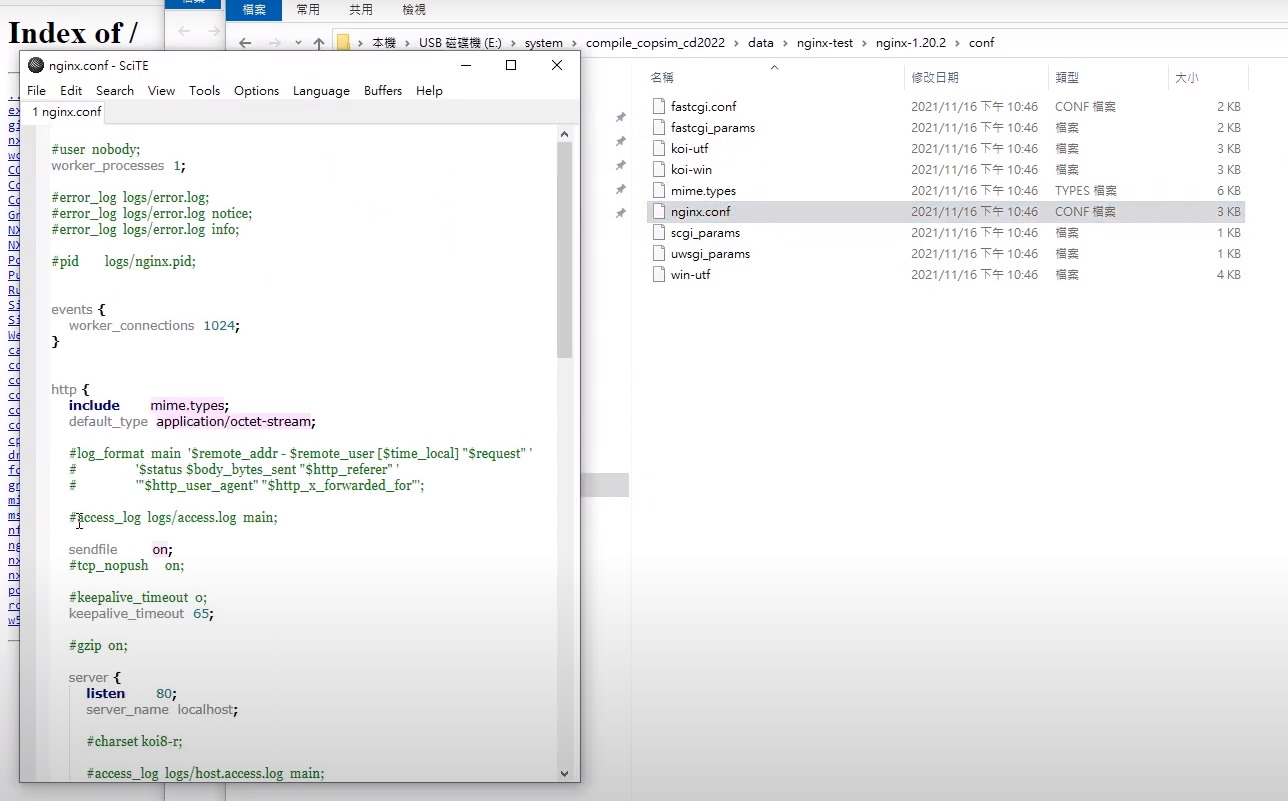 Index of /
檔案
常用
共用
檢視
本機 › USB 磁碟機 (E:) › system › compile_copsim_cd2022 › data › nginx-test › nginx-1.20.2 › conf
nginx.conf - SciTE
File Edit Search View Tools Options Language Buffers Help
1 nginx.conf
#user nobody;
worker_processes 1;
#error_log logs/error.log;
#error_log logs/error.log notice;
#error_log logs/error.log info;
#pid logs/nginx.pid;
events {
worker_connections 1024;
}
http {
include mime.types;
default_type application/octet-stream;
#log_format main '$remote_addr - $remote_user [$time_local] "$request" '
# '$status $body_bytes_sent "$http_referer" '
# '"$http_user_agent" "$http_x_forwarded_for"';
#access_log logs/access.log main;
sendfile on;
#tcp_nopush on;
#keepalive_timeout 0;
keepalive_timeout 65;
#gzip on;
server {
listen 80;
server_name localhost;
#charset koi8-r;
#access_log logs/host.access.log main;
名稱 修改日期 類型 大小
fastcgi.conf 2021/11/16 下午 10:46 CONF 檔案 2 KB
fastcgi_params 2021/11/16 下午 10:46 檔案 2 KB
koi-utf 2021/11/16 下午 10:46 檔案 3 KB
koi-win 2021/11/16 下午 10:46 檔案 3 KB
mime.types 2021/11/16 下午 10:46 TYPES 檔案 6 KB
nginx.conf 2021/11/16 下午 10:46 CONF 檔案 3 KB
scgi_params 2021/11/16 下午 10:46 檔案 1 KB
uwsgi_params 2021/11/16 下午 10:46 檔案 1 KB
win-utf 2021/11/16 下午 10:46 檔案 4 KB